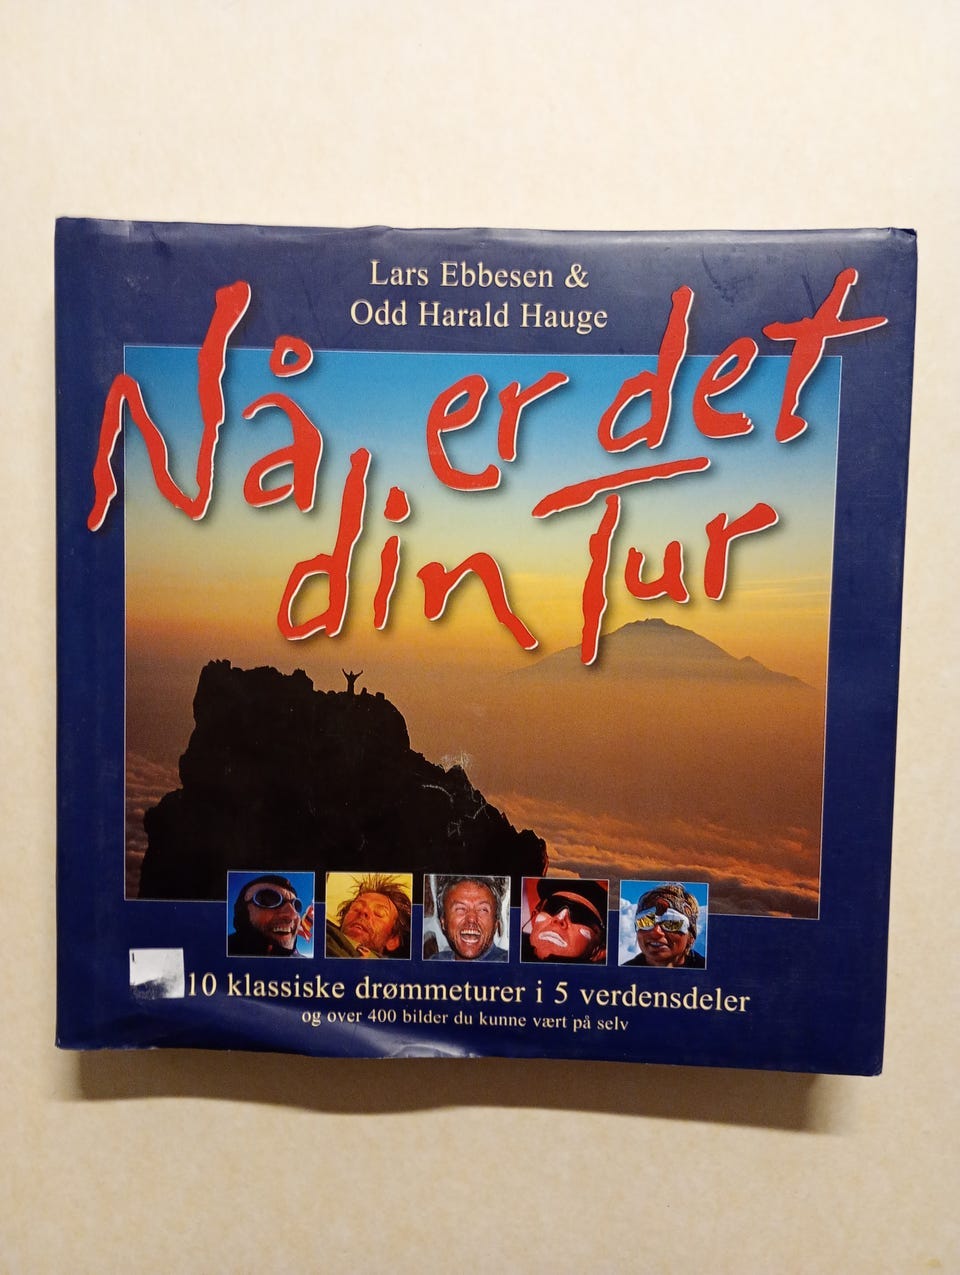 Lars Ebbesen &
Odd Harald Hauge
Nå er det
din Tur
10 klassiske drømmeturer i 5 verdensdeler
og over 400 bilder du kunne vært på selv